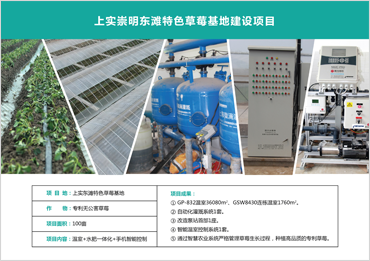 上实崇明东滩特色草莓基地建设项目
项 目 地：上实东滩特色草莓基地
作 物：专利无公害草莓
项目面积：100亩
项目内容：温室+水肥一体化+手机智能控制
项目成果：
① GP-832温室36080㎡、GSW8430连栋温室1760㎡。
② 自动化灌溉系统1套。
③ 改造泵站首部1座。
④ 智能温室控制系统1套。
⑤ 通过智慧农业系统严格管理草莓生长过程，种植高品质的专利草莓。